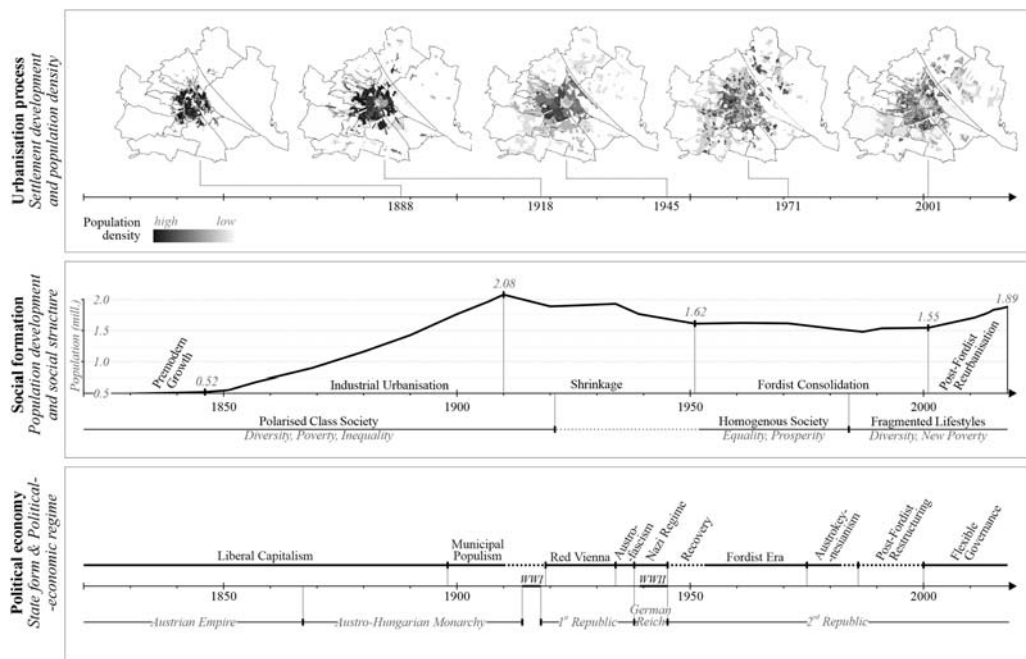 Urbanisation process
Settlement development
and population density
1888
1918
1945
1971
2001
Population
density
high
low
Social formation
Population development
and social structure
Population (mill.)
2.0
1.5
1.0
0.5
Premodern
Growth
0.52
2.08
1.62
1.55
1.89
Industrial Urbanisation
Shrinkage
Fordist Consolidation
Post-Fordist
Reurbanisation
1850
1900
1950
2000
Polarised Class Society
Diversity, Poverty, Inequality
Homogenous Society
Equality, Prosperity
Fragmented Lifestyles
Diversity, New Poverty
Political economy
State form & Political-
-economic regime
Liberal Capitalism
Municipal
Populism
Red Vienna
Austro-
-fascism
Nazi Regime
Recovery
Fordist Era
Austrokey-
-nesianism
Post-Fordist
Restructuring
Flexible
Governance
WWI
WWII
1850
1900
1950
2000
Austrian Empire
Austro-Hungarian Monarchy
1st Republic
German
Reich
2nd Republic